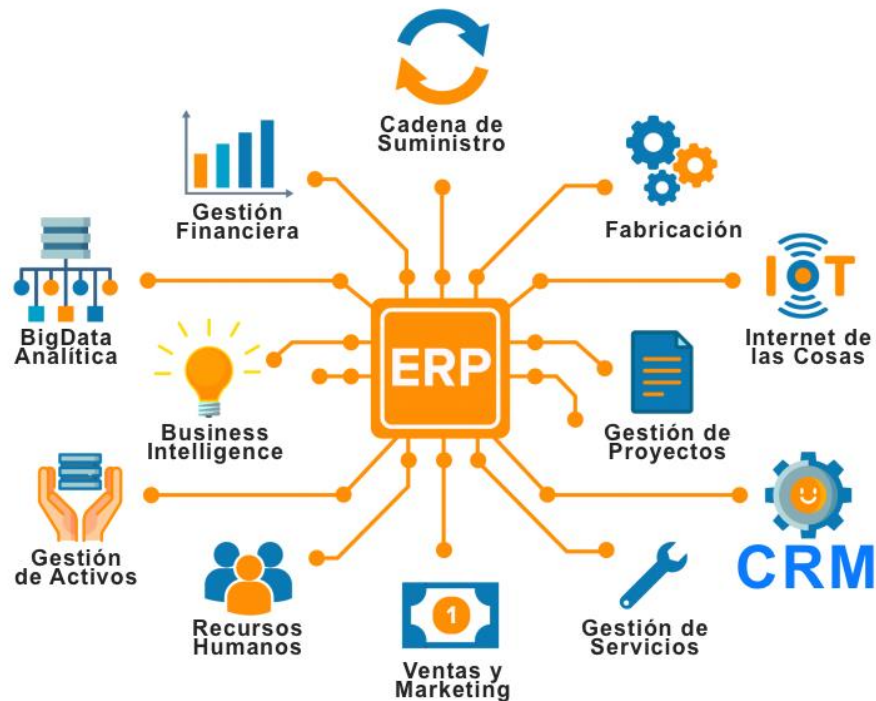 Cadena de
Suministro
Gestión
Financiera
Fabricación
BigData
Analítica
IOT
Internet de
las Cosas
ERP
Business
Intelligence
Gestión de
Proyectos
Gestión
de Activos
CRM
Recursos
Humanos
1
Ventas y
Marketing
Gestión de
Servicios